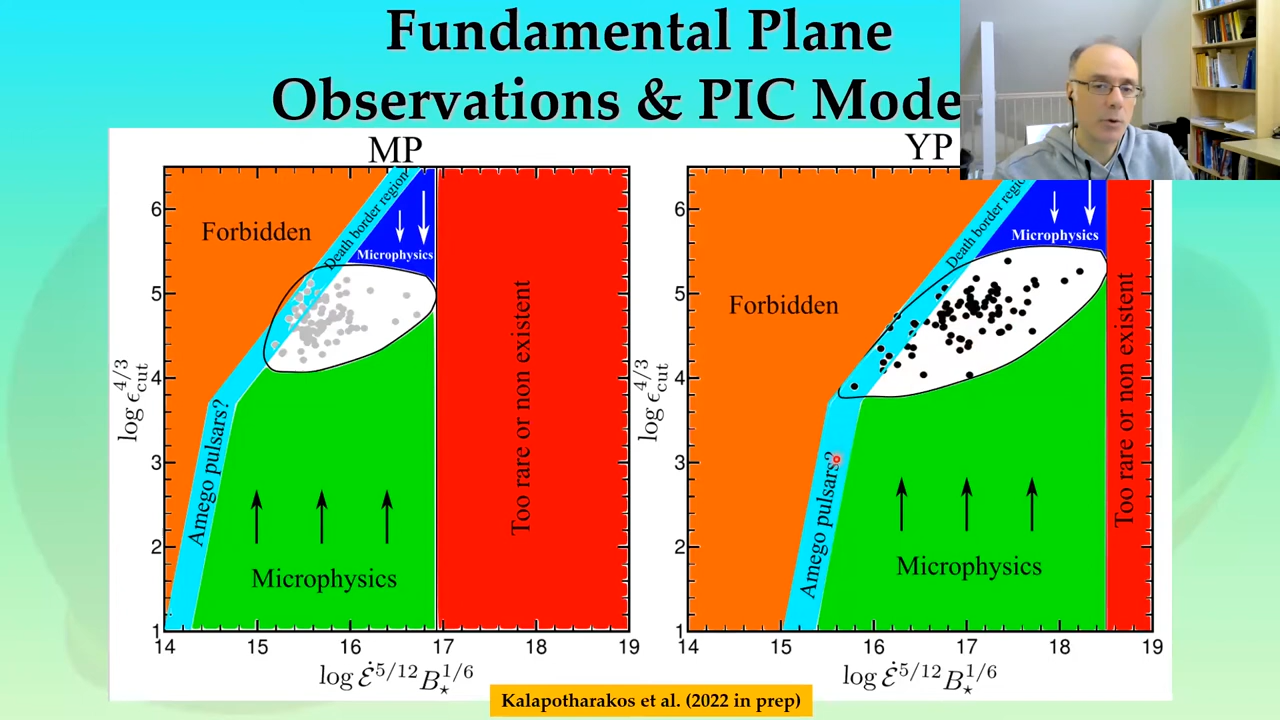 Fundamental Plane
Observations & PIC Mode
MP
YP
Forbidden
Death border region
Microphysics
Amego pulsars?
Microphysics
Too rare or non existent
6
5
4
3
2
1
14 15 16 17 18 19
log ϵ_cut^{4/3}
log Ė^{5/12} B_⋆^{1/6}
Forbidden
Death border regio
Microphysics
Amego pulsars?
Microphysics
Too rare or non existent
6
5
4
3
2
1
14 15 16 17 18 19
log ϵ_cut^{4/3}
log Ė^{5/12} B_⋆^{1/6}
Kalapotharakos et al. (2022 in prep)